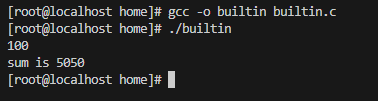 [root@localhost home]# gcc -o builtin builtin.c
[root@localhost home]# ./builtin
100
sum is 5050
[root@localhost home]#